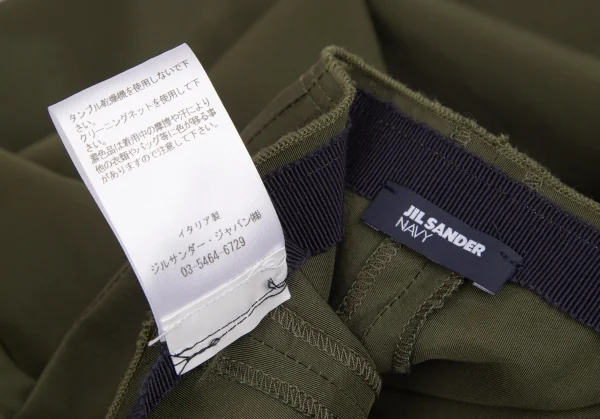 タンブル乾燥機を使用しないで下
さい。
クリーニングネットを使用して下
さい。
濃色品は着用中の摩擦や汗により
他の衣類やバッグ等に色が移る事
がありますので注意して下さい。
イタリア製
ジルサンダー・ジャパン㈱
03-5464-6729
JIL SANDER
NAVY